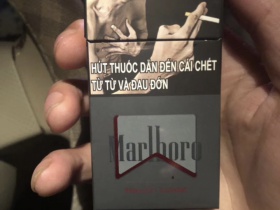 HÚT THUỐC DẪN ĐẾN CÁI CHẾT
TỪ TỪ VÀ ĐAU ĐỚN
Marlboro